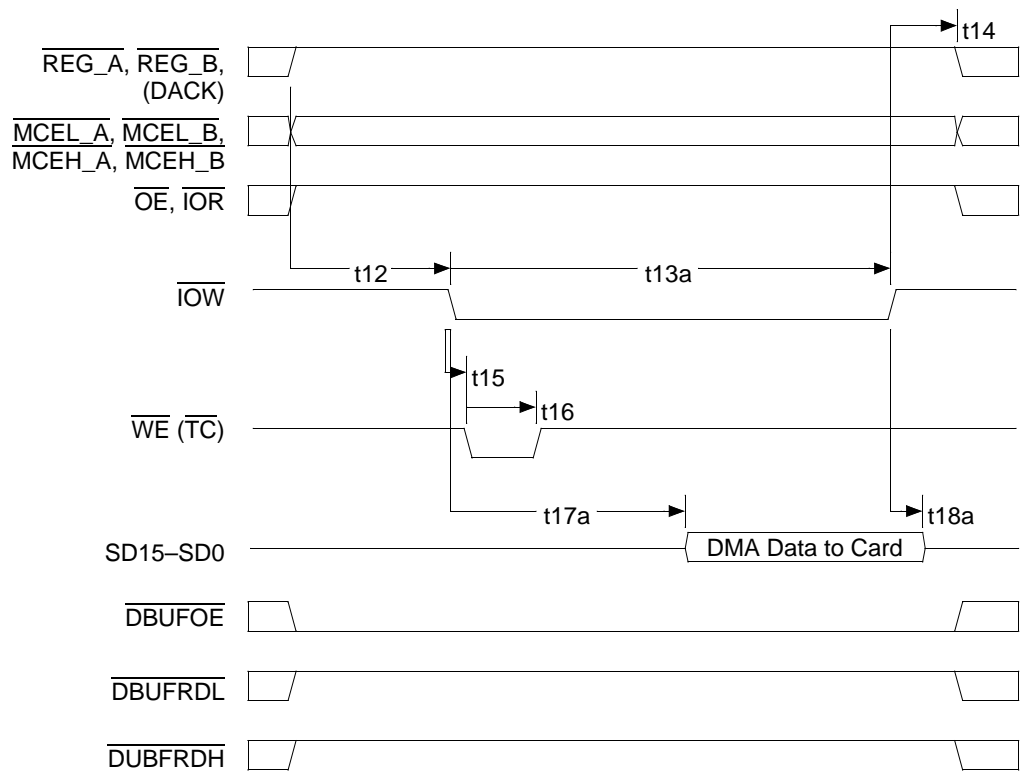 t14
REG_A, REG_B,
(DACK)
MCEL_A, MCEL_B,
MCEH_A, MCEH_B
OE, IOR
t12
t13a
IOW
t15
t16
WE (TC)
t17a
t18a
SD15–SD0
DMA Data to Card
DBUFOE
DBUFRDL
DUBFRDH